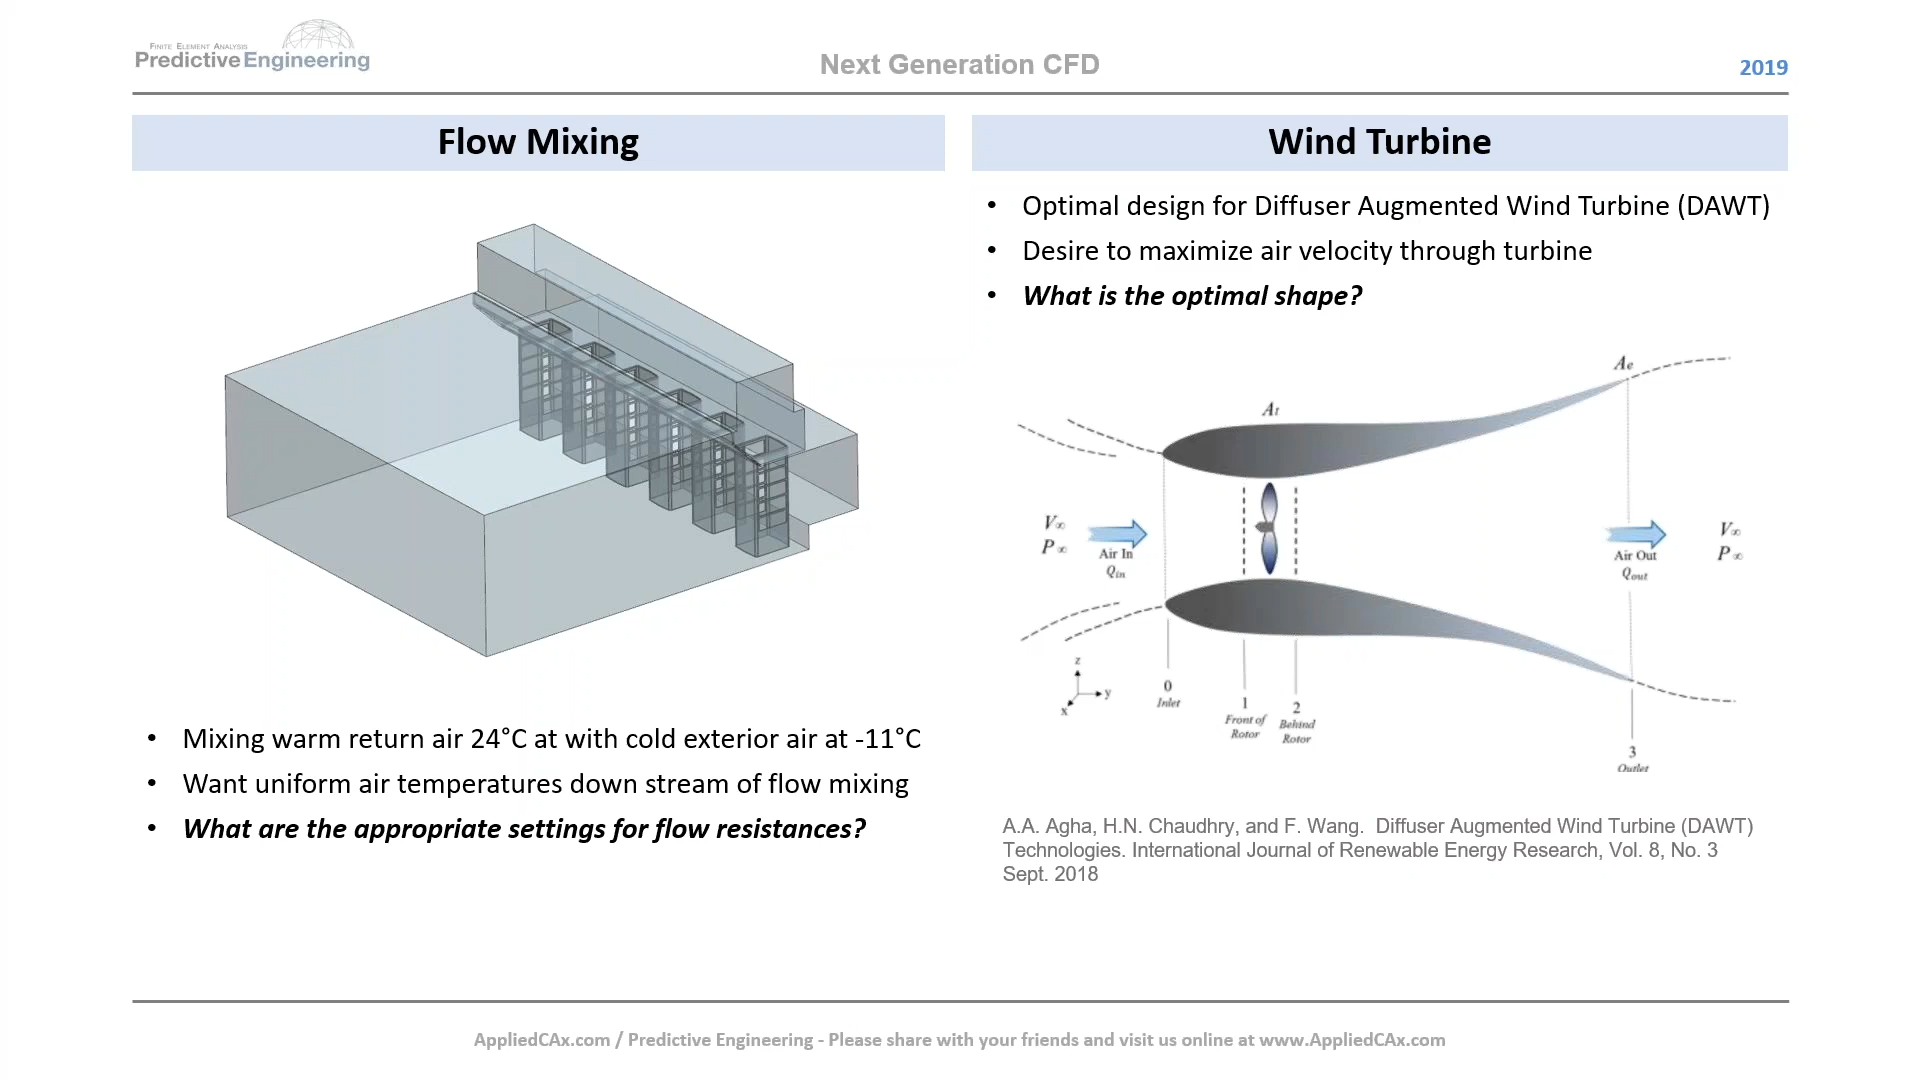 FINITE ELEMENT ANALYSIS
PredictiveEngineering
Next Generation CFD
2019
Flow Mixing
• Mixing warm return air 24°C at with cold exterior air at -11°C
• Want uniform air temperatures down stream of flow mixing
• What are the appropriate settings for flow resistances?
Wind Turbine
• Optimal design for Diffuser Augmented Wind Turbine (DAWT)
• Desire to maximize air velocity through turbine
• What is the optimal shape?
Ae
At
V∞
P∞
Air In
Qin
Air Out
Qout
V∞
P∞
z
y
x
0
Inlet
1
Front of
Rotor
2
Behind
Rotor
3
Outlet
A.A. Agha, H.N. Chaudhry, and F. Wang. Diffuser Augmented Wind Turbine (DAWT)
Technologies. International Journal of Renewable Energy Research, Vol. 8, No. 3
Sept. 2018
AppliedCAx.com / Predictive Engineering - Please share with your friends and visit us online at www.AppliedCAx.com